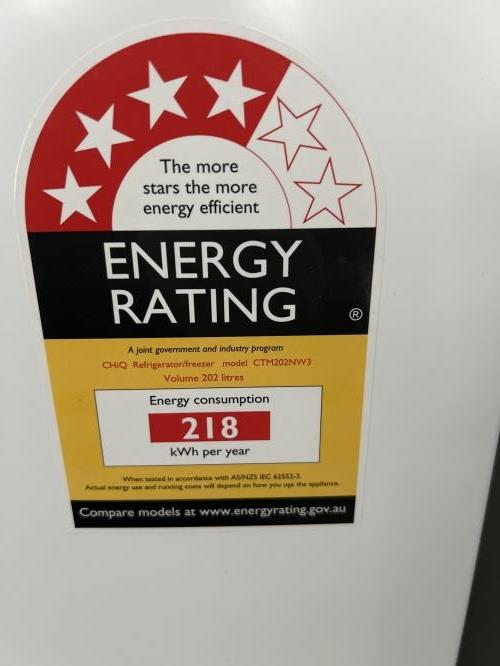 The more
stars the more
energy efficient
ENERGY
RATING ®
A joint government and industry program
CHiQ Refrigerator/freezer model CTM202NW3
Volume 202 litres
Energy consumption
218
kWh per year
When tested in accordance with AS/NZS IEC 62552-3.
Actual energy use and running costs will depend on how you use the appliance.
Compare models at www.energyrating.gov.au